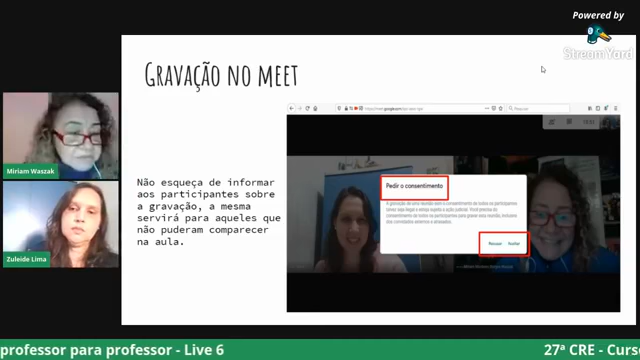 Powered by
StreamYard
GRAVAÇÃO NO MEET
Não esqueça de informar
aos participantes sobre
a gravação, a mesma
servirá para aqueles que
não puderam comparecer
na aula.
Pedir o consentimento
Recusar Aceitar
Miriam Waszak
Zuleide Lima
professor para professor - Live 6
27ª CRE - Curs